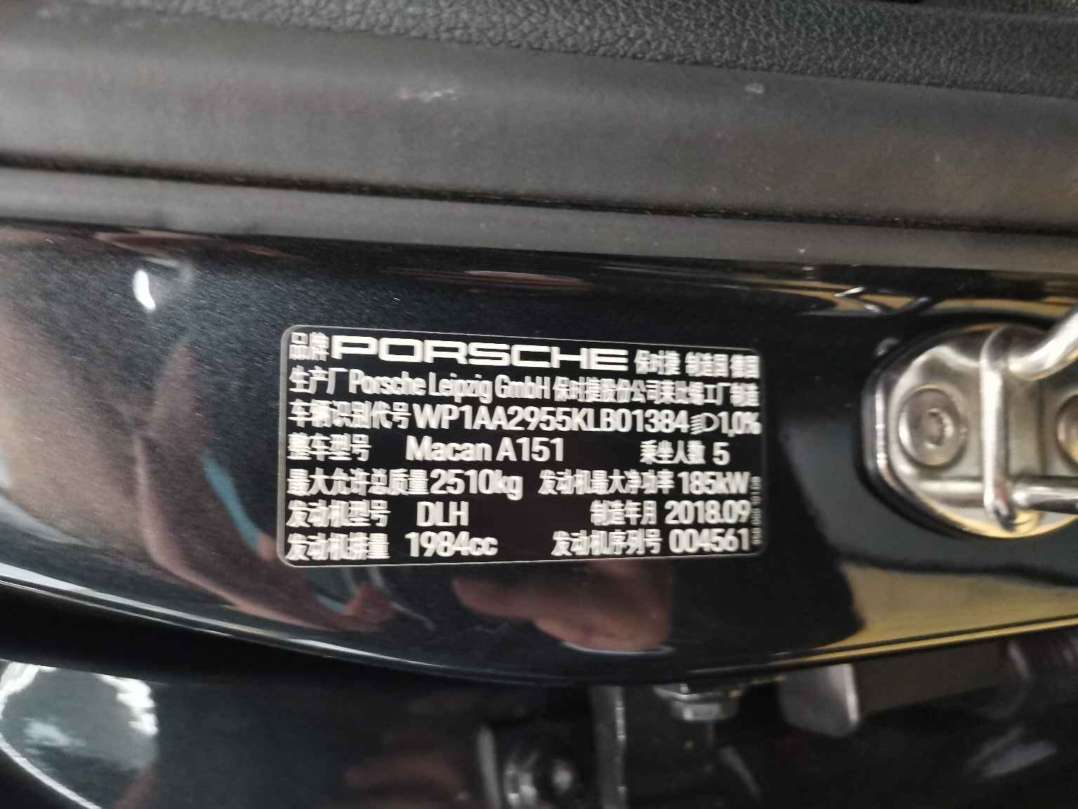 品牌 PORSCHE 保时捷 制造国 德国
生产厂 Porsche Leipzig GmbH 保时捷股份公司莱比锡工厂制造
车辆识别代号 WP1AA2955KLB01384 1,0%
整车型号 Macan A151 乘坐人数 5
最大允许总质量 2510kg 发动机最大净功率 185kW
发动机型号 DLH 制造年月 2018.09
发动机排量 1984cc 发动机序列号 004561